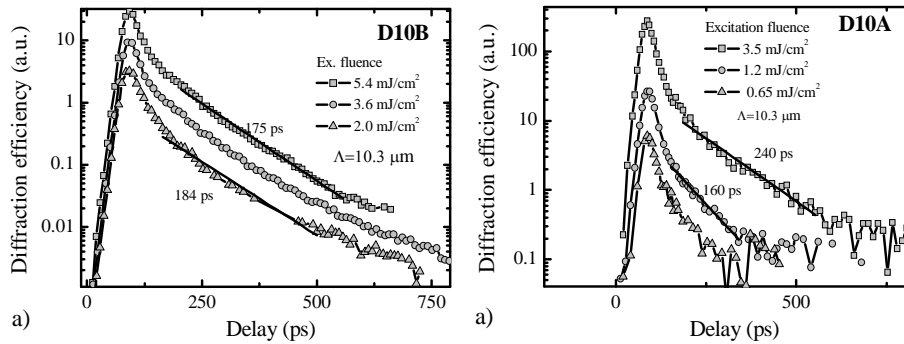 D10B
Ex. fluence
5.4 mJ/cm²
3.6 mJ/cm²
2.0 mJ/cm²
Λ=10.3 μm
175 ps
184 ps
10
1
0.1
0.01
0 250 500 750
Diffraction efficiency (a.u.)
Delay (ps)
a)
D10A
Excitation fluence
3.5 mJ/cm²
1.2 mJ/cm²
0.65 mJ/cm²
Λ=10.3 μm
240 ps
160 ps
100
10
1
0.1
0 500
Diffraction efficiency (a.u.)
Delay (ps)
a)